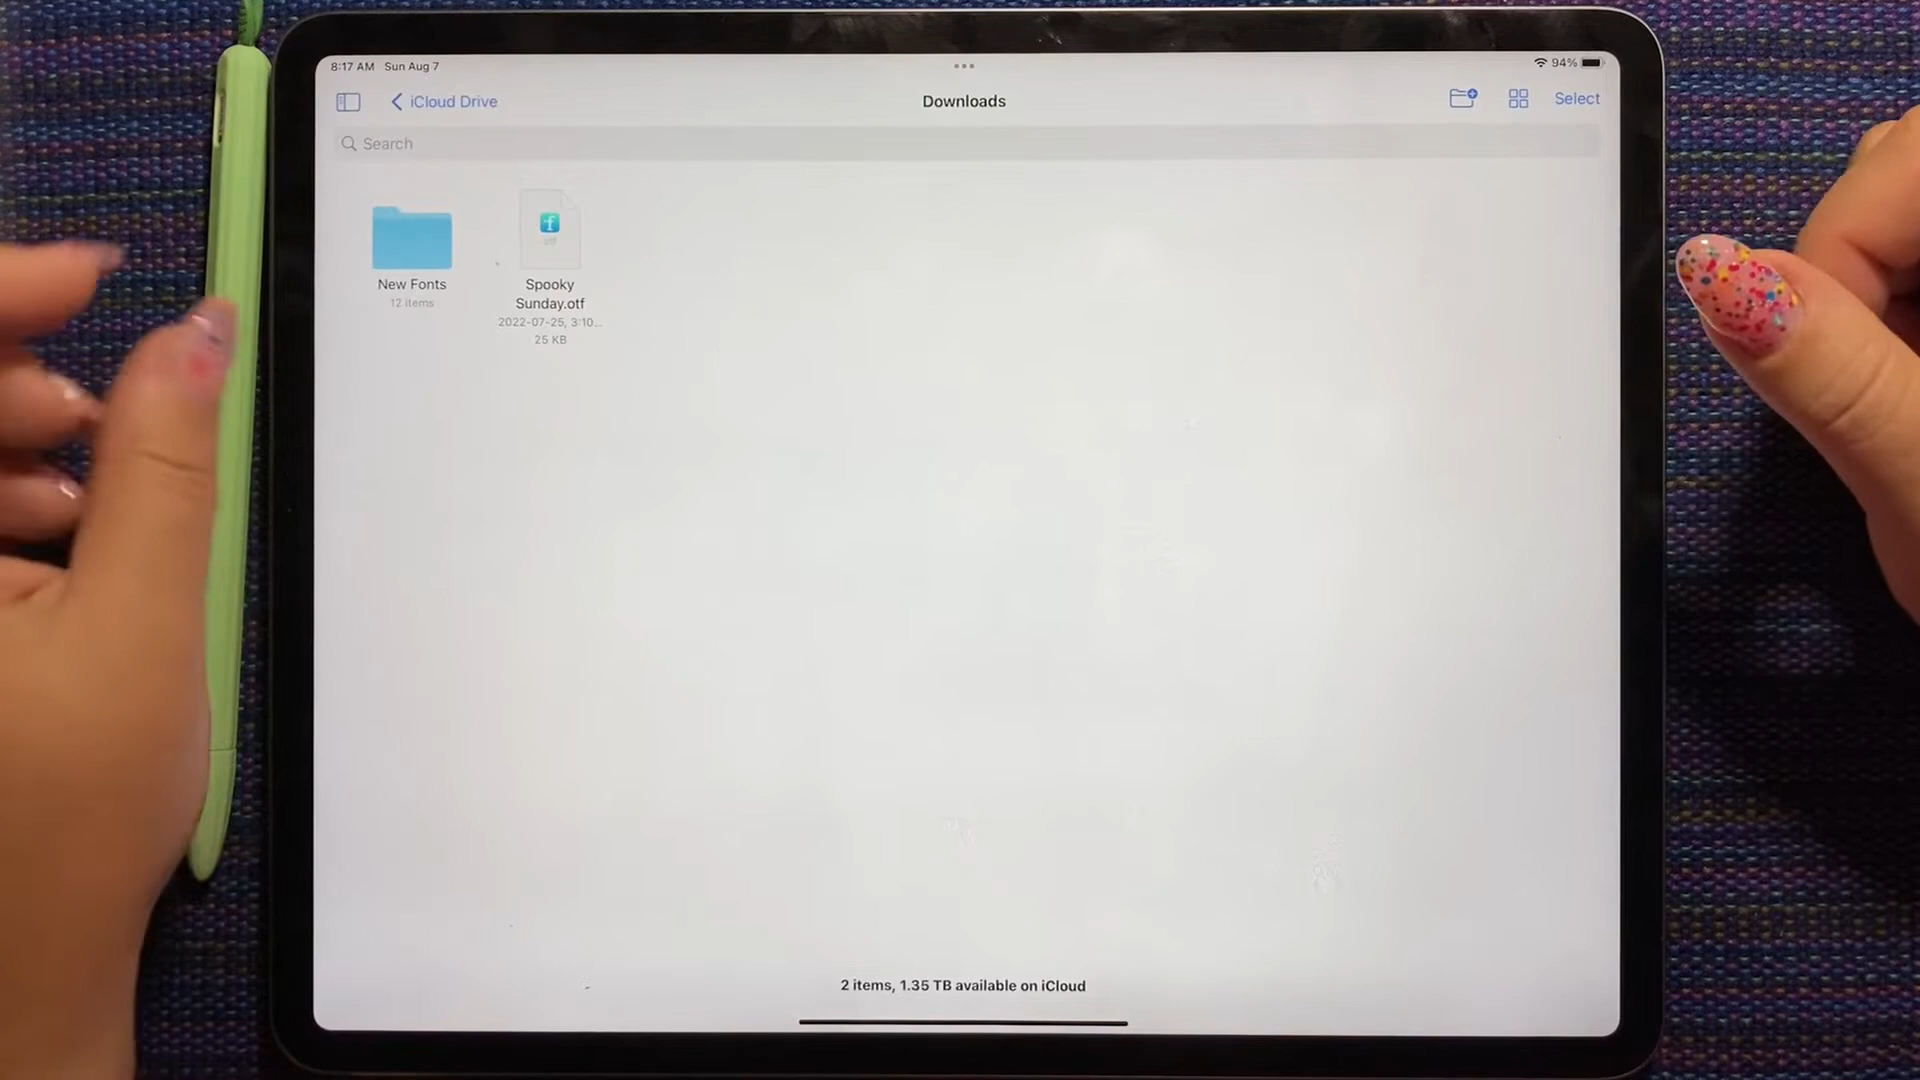 8:17 AM Sun Aug 7
94%
iCloud Drive
Downloads
Select
Search
f
otf
New Fonts
12 items
Spooky
Sunday.otf
2022-07-25, 3:10...
25 KB
2 items, 1.35 TB available on iCloud